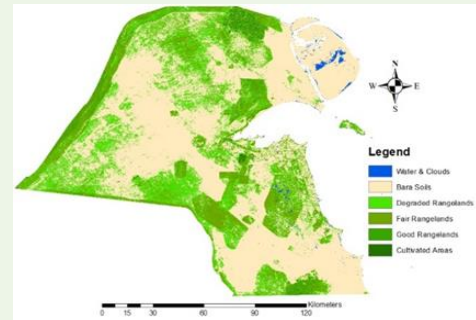 N
W E
S
Legend
Water & Clouds
Bara Soils
Degraded Rangelands
Fair Rangelands
Good Rangelands
Cultivated Areas
Kilometers
0 15 30 60 90 120